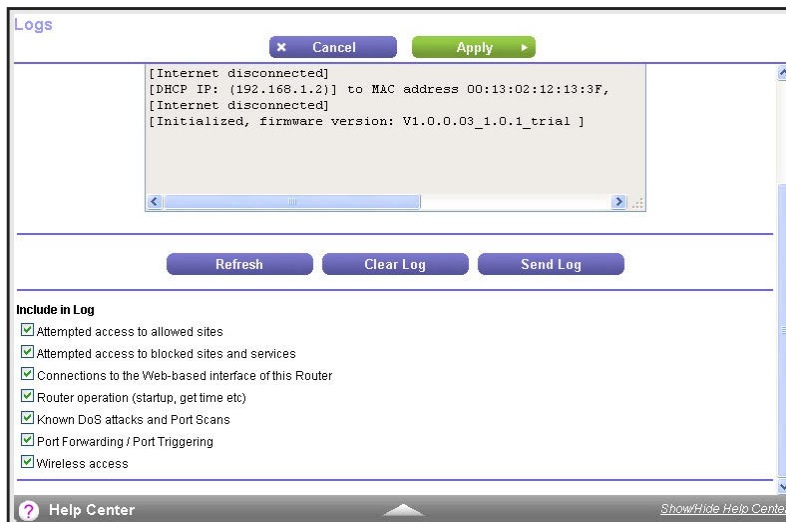 Logs
Cancel Apply
[Internet disconnected]
[DHCP IP: (192.168.1.2)] to MAC address 00:13:02:12:13:3F,
[Internet disconnected]
[Initialized, firmware version: V1.0.0.03_1.0.1_trial ]
Refresh Clear Log Send Log
Include in Log
Attempted access to allowed sites
Attempted access to blocked sites and services
Connections to the Web-based interface of this Router
Router operation (startup, get time etc)
Known DoS attacks and Port Scans
Port Forwarding / Port Triggering
Wireless access
? Help Center Show/Hide Help Center